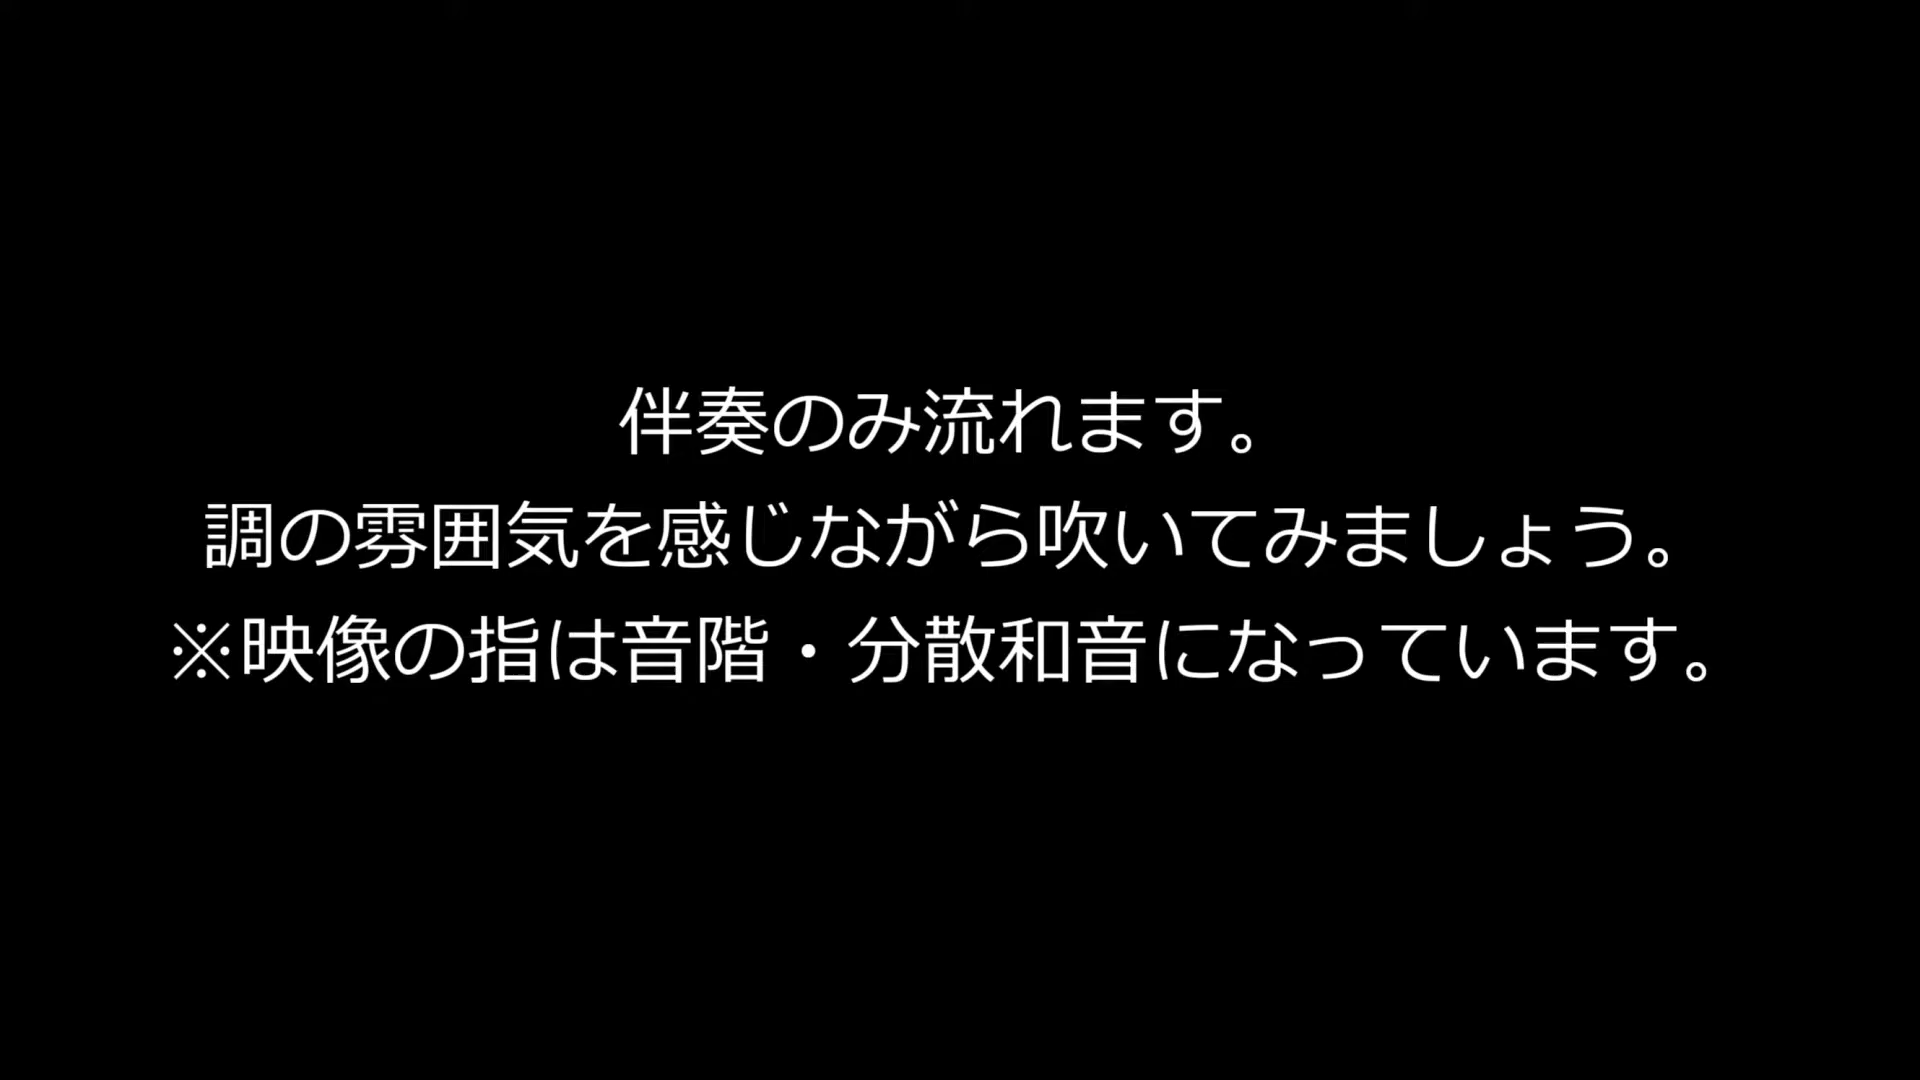 伴奏のみ流れます。
調の雰囲気を感じながら吹いてみましょう。
※映像の指は音階・分散和音になっています。